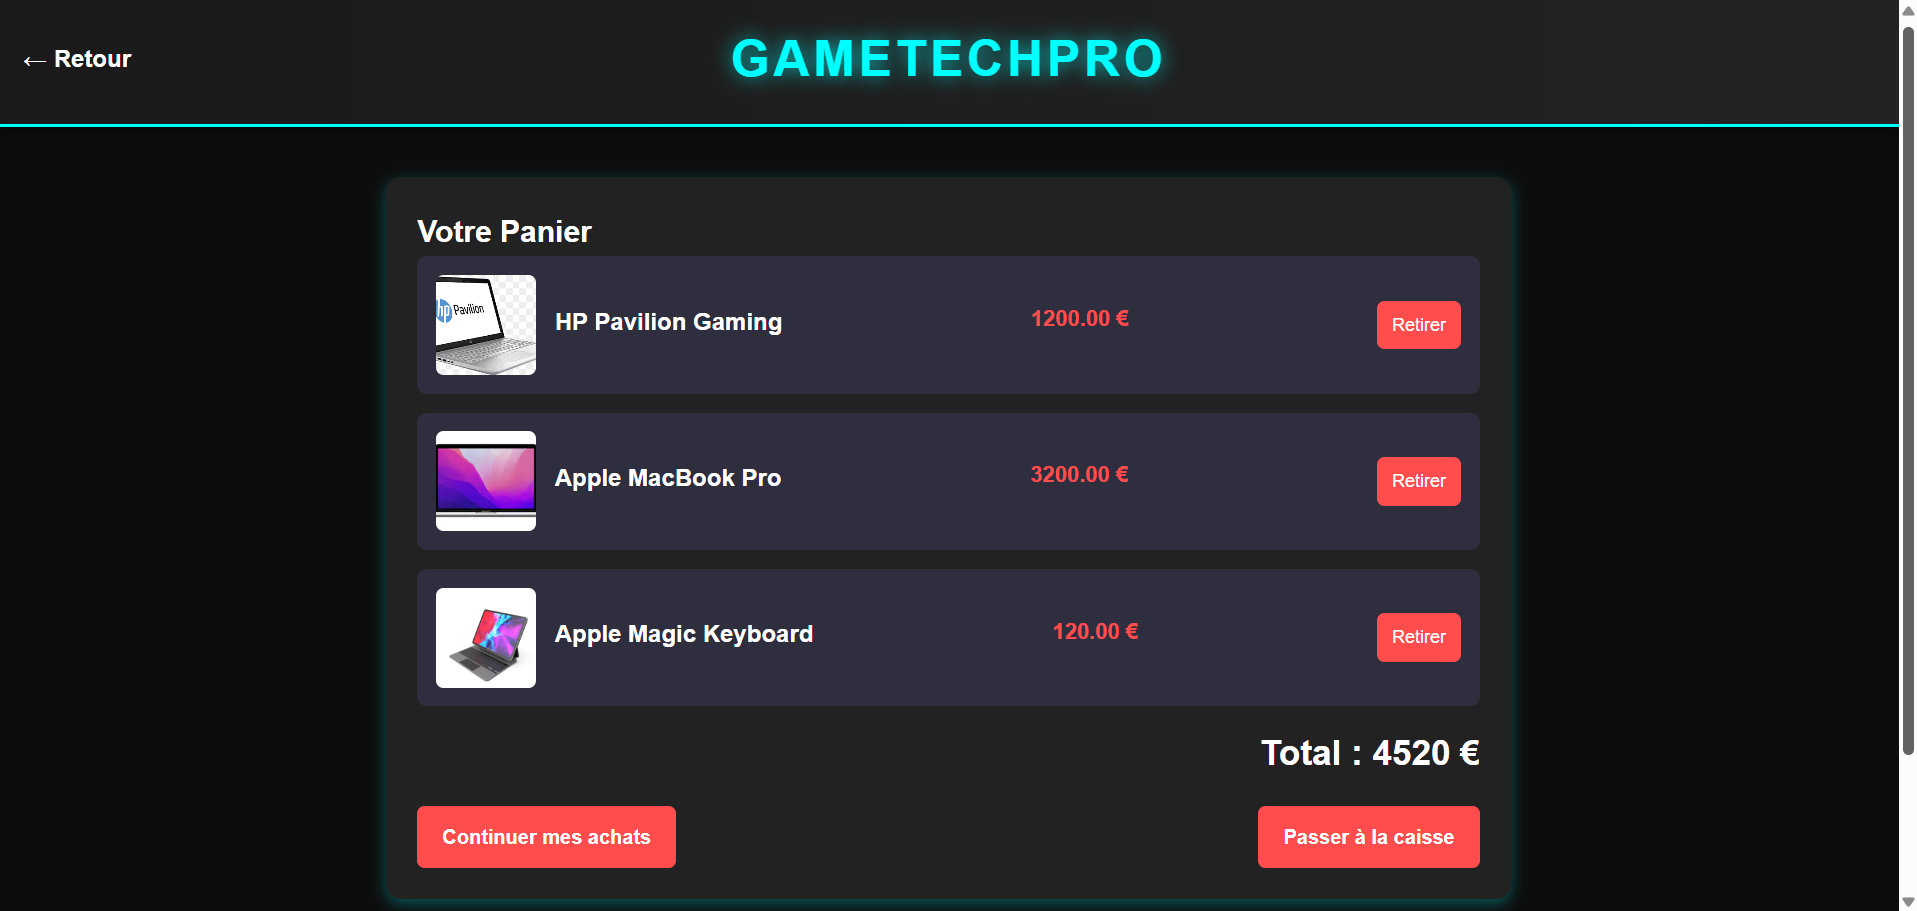 ← Retour
GAMETECHPRO
Votre Panier
hp Pavilion
HP Pavilion Gaming
1200.00 €
Retirer
Apple MacBook Pro
3200.00 €
Retirer
Apple Magic Keyboard
120.00 €
Retirer
Total : 4520 €
Continuer mes achats
Passer à la caisse